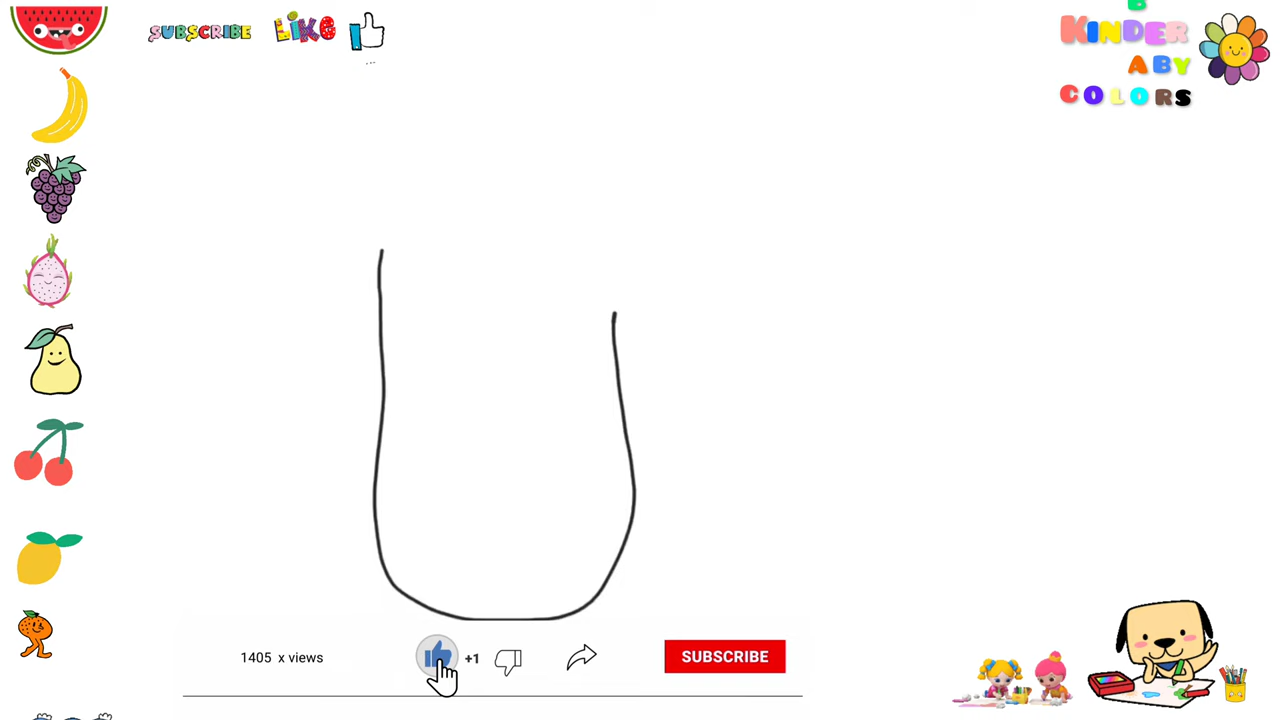 SUBSCRIBE LIKE
...
B
KINDER
ABY
COLORS
1405 x views
+1
SUBSCRIBE